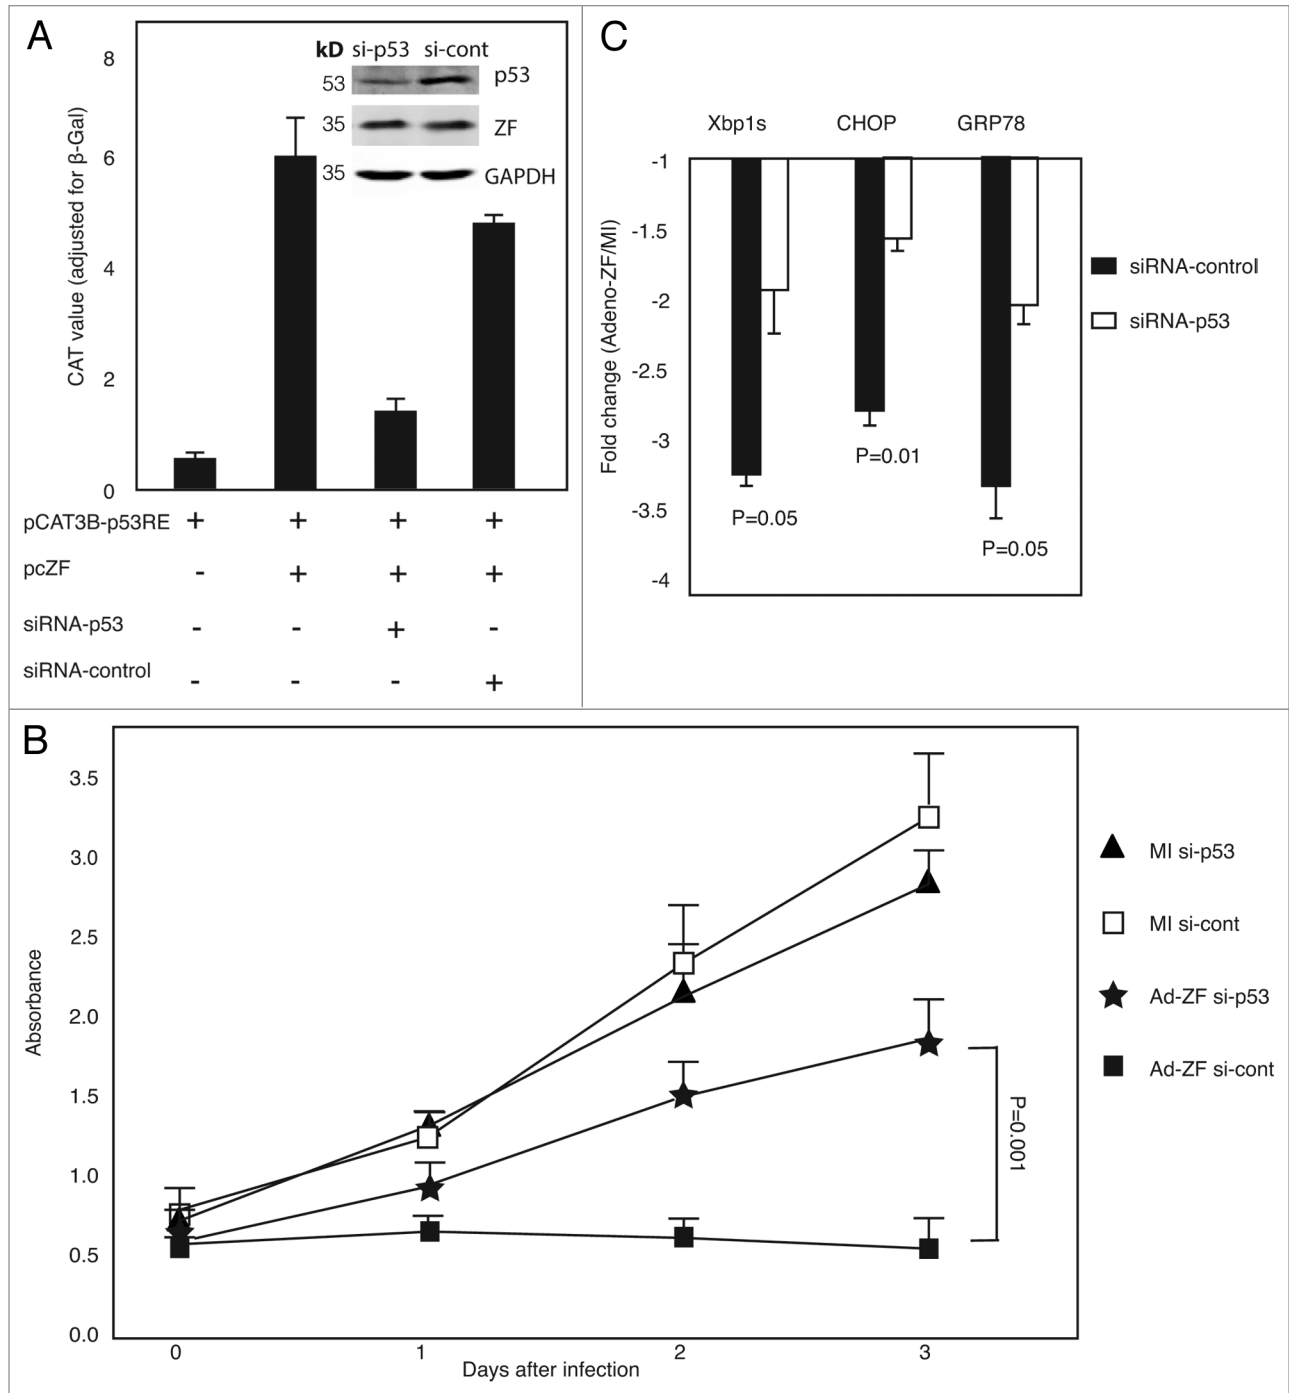 A
kD si-p53 si-cont
53 p53
35 ZF
35 GAPDH
CAT value (adjusted for β-Gal)
8
6
4
2
0
pCAT3B-p53RE + + + +
pcZF - + + +
siRNA-p53 - - + -
siRNA-control - - - +
C
Xbp1s CHOP GRP78
Fold change (Adeno-ZF/MI)
-1
-1.5
-2
-2.5
-3
-3.5
-4
P=0.05
P=0.01
P=0.05
siRNA-control
siRNA-p53
B
Absorbance
3.5
3.0
2.5
2.0
1.5
1.0
0.5
0.0
0 1 2 3
Days after infection
P=0.001
MI si-p53
MI si-cont
Ad-ZF si-p53
Ad-ZF si-cont